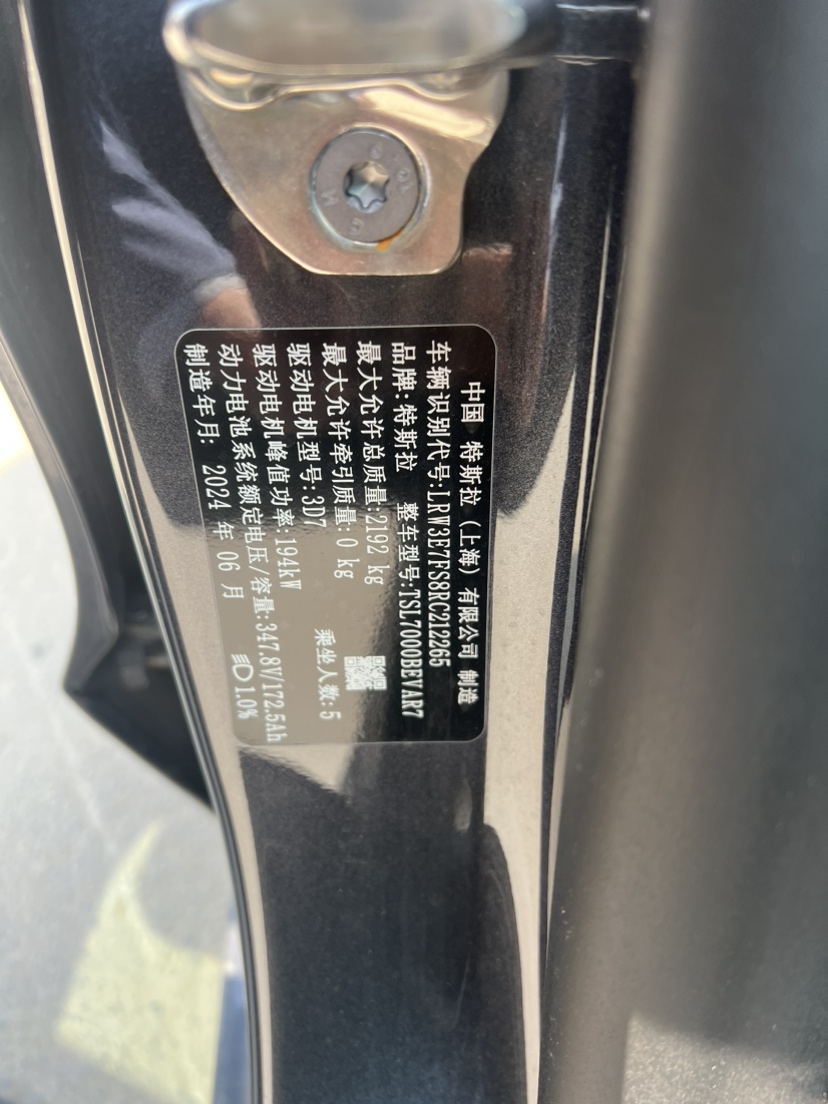 中国 特斯拉（上海）有限公司 制造
车辆识别代号:LRW3E7FS8RC212265
品牌:特斯拉 整车型号:TSL7000BEVAR7
最大允许总质量:2192 kg
最大允许牵引质量:0 kg
驱动电机型号:3D7 乘坐人数:5
驱动电机峰值功率:194kW
动力电池系统额定电压/容量:347.8V/172.5Ah
制造年月: 2024 年 06 月 1.0%